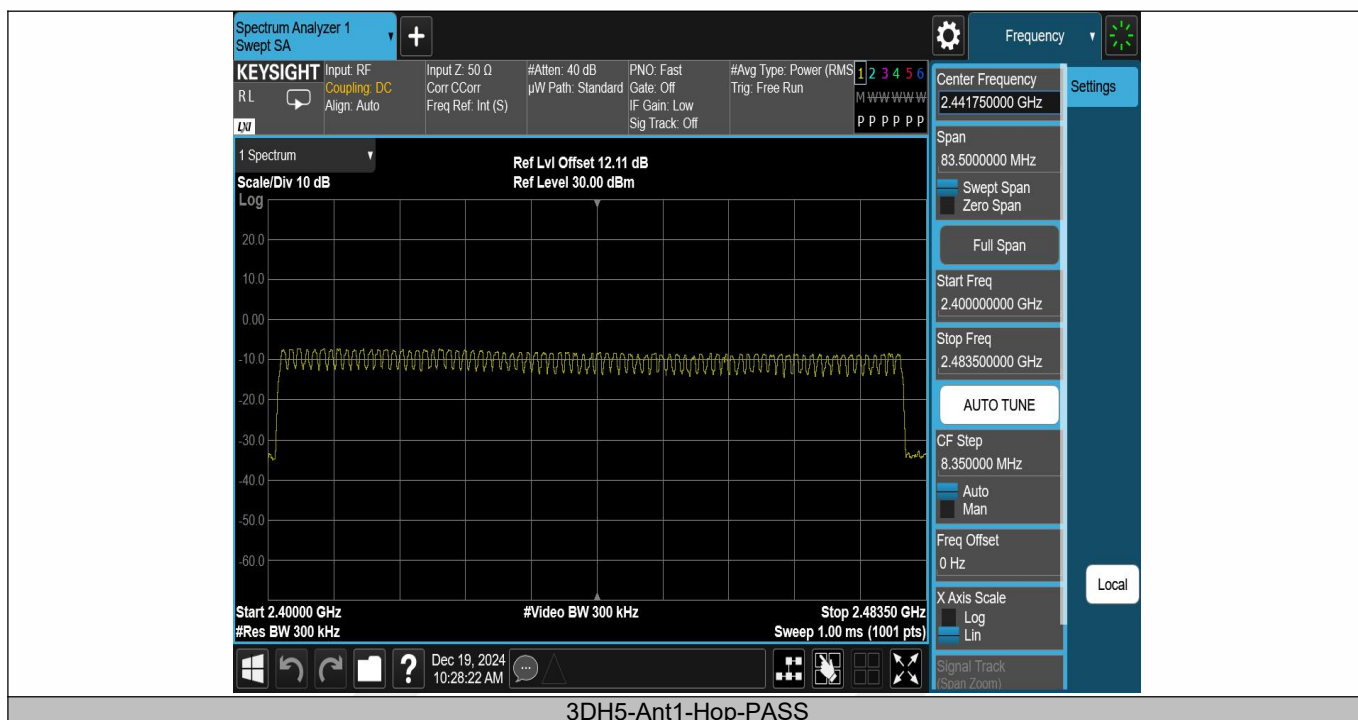 Spectrum Analyzer 1
Swept SA
+
Frequency
KEYSIGHT
RL
LXI
Input: RF
Coupling: DC
Align: Auto
Input Z: 50 Ω
Corr CCorr
Freq Ref: Int (S)
#Atten: 40 dB
µW Path: Standard
PNO: Fast
Gate: Off
IF Gain: Low
Sig Track: Off
#Avg Type: Power (RMS
Trig: Free Run
1 2 3 4 5 6
M W W W W W
P P P P P P
1 Spectrum
Scale/Div 10 dB
Log
Ref Lvl Offset 12.11 dB
Ref Level 30.00 dBm
20.0
10.0
0.00
-10.0
-20.0
-30.0
-40.0
-50.0
-60.0
Start 2.40000 GHz
#Res BW 300 kHz
#Video BW 300 kHz
Stop 2.48350 GHz
Sweep 1.00 ms (1001 pts)
Center Frequency
2.441750000 GHz
Settings
Span
83.5000000 MHz
Swept Span
Zero Span
Full Span
Start Freq
2.400000000 GHz
Stop Freq
2.483500000 GHz
AUTO TUNE
CF Step
8.350000 MHz
Auto
Man
Freq Offset
0 Hz
X Axis Scale
Log
Lin
Signal Track
(Span Zoom)
Local
?
Dec 19, 2024
10:28:22 AM
3DH5-Ant1-Hop-PASS